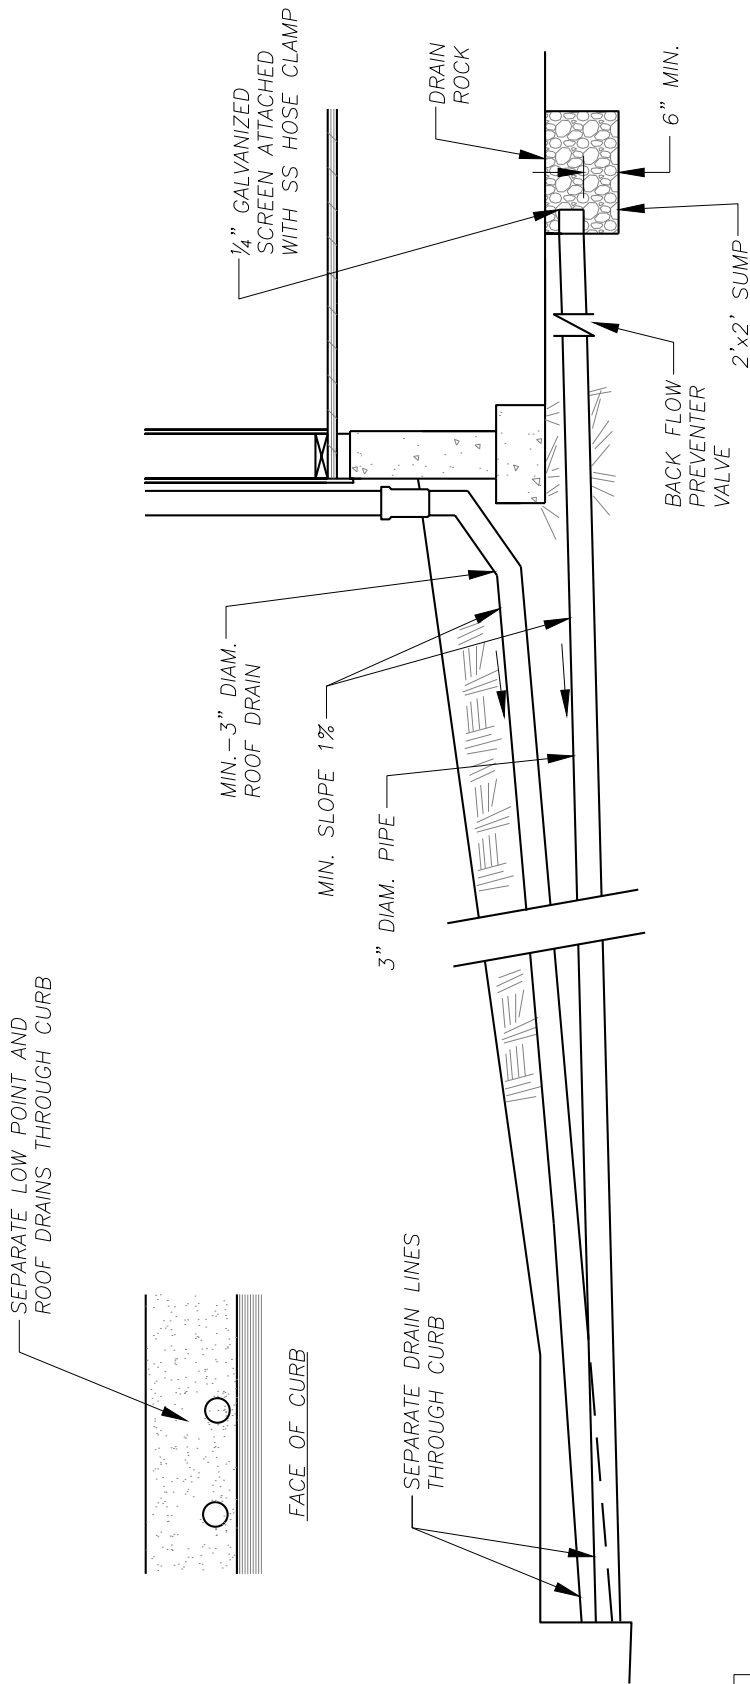 SEPARATE LOW POINT AND
ROOF DRAINS THROUGH CURB
FACE OF CURB
SEPARATE DRAIN LINES
THROUGH CURB
MIN.-3" DIAM.
ROOF DRAIN
MIN. SLOPE 1%
3" DIAM. PIPE
1/4" GALVANIZED
SCREEN ATTACHED
WITH SS HOSE CLAMP
DRAIN
ROCK
6" MIN.
BACK FLOW
PREVENTER
VALVE
2'x2' SUMP